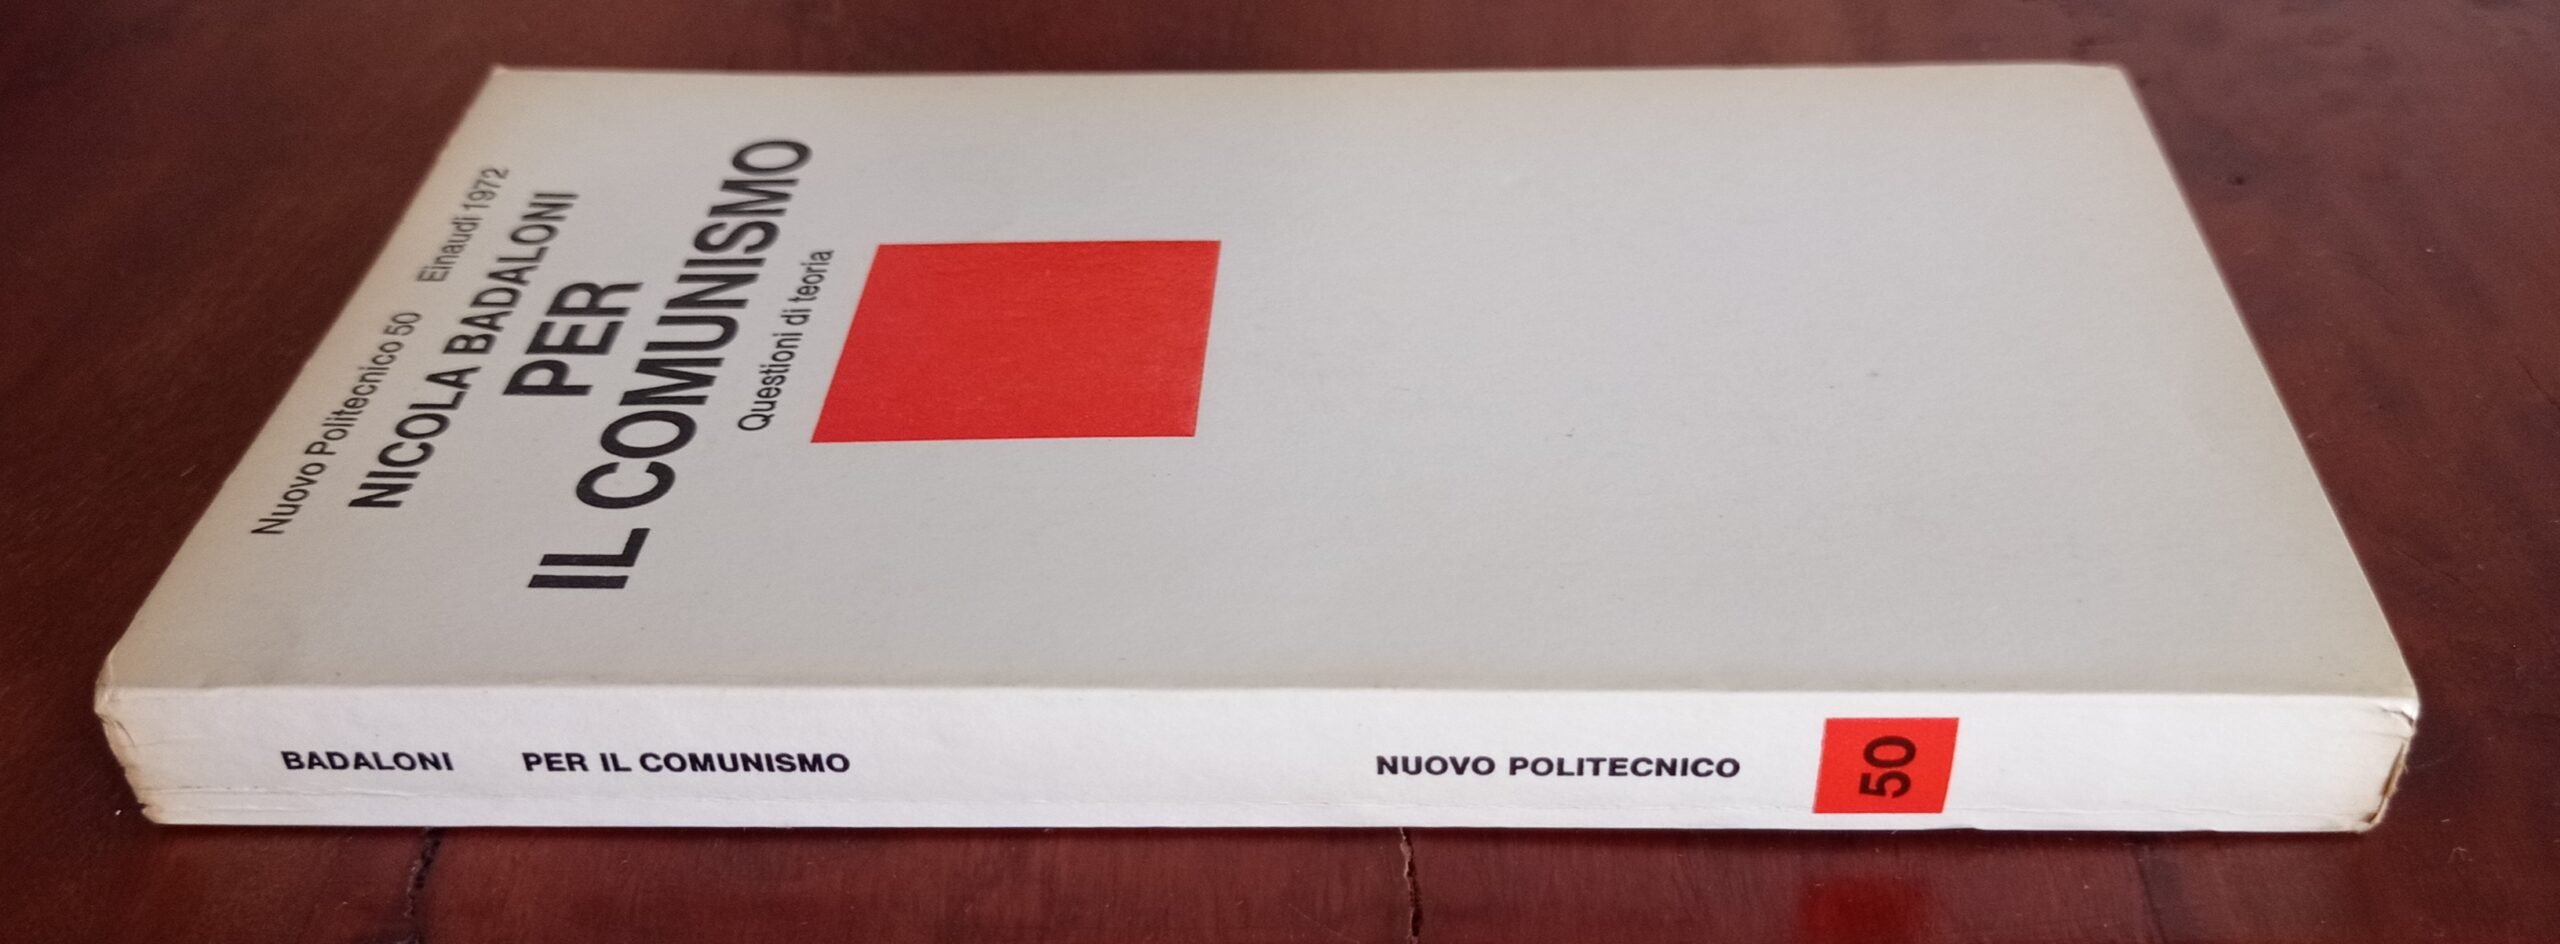 Nuovo Politecnico 50 Einaudi 1972
NICOLA BADALONI
PER
IL COMUNISMO
Questioni di teoria
BADALONI PER IL COMUNISMO NUOVO POLITECNICO 50